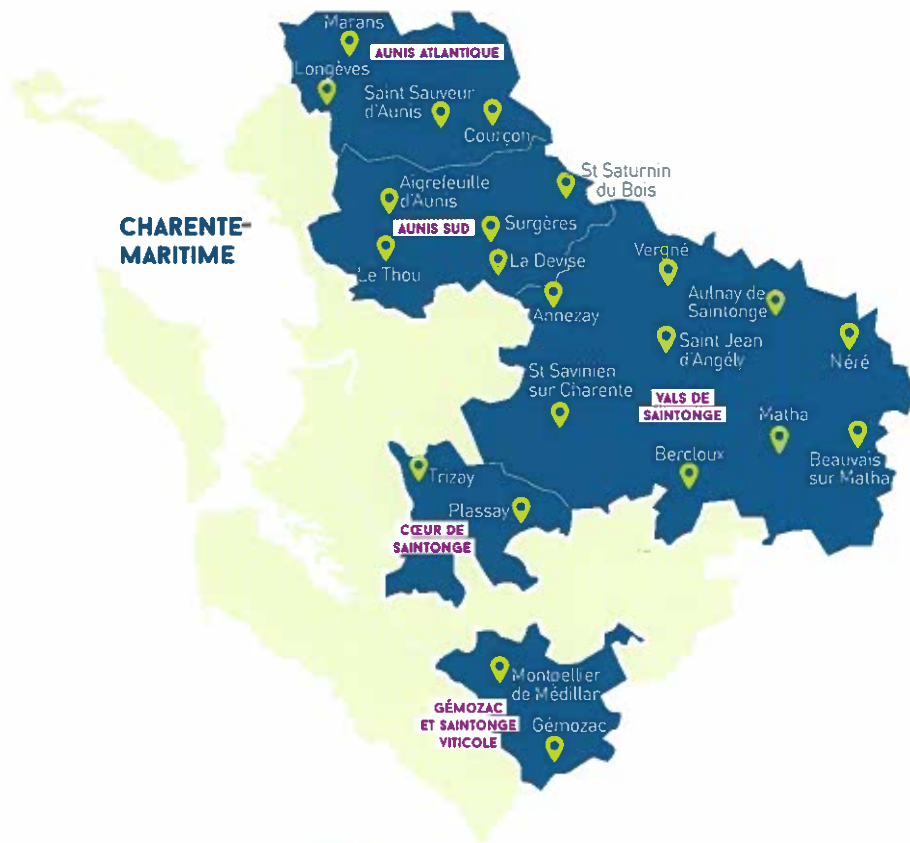 Marans
AUNIS ATLANTIQUE
Longèves
Saint Sauveur
d'Aunis
Courçon
St Saturnin
du Bois
Aigrefeuille
d'Aunis
CHARENTE-
MARITIME
AUNIS SUD
Surgères
Le Thou
La Devise
Vergné
Annezay
Aulnay de
Saintonge
Saint Jean
d'Angély
Néré
St Savinien
sur Charente
VALS DE
SAINTONGE
Matha
Bercloux
Beauvais
sur Matha
Trizay
Plassay
CŒUR DE
SAINTONGE
Montpellier
de Médillan
GÉMOZAC
ET SAINTONGE
VITICOLE
Gémozac